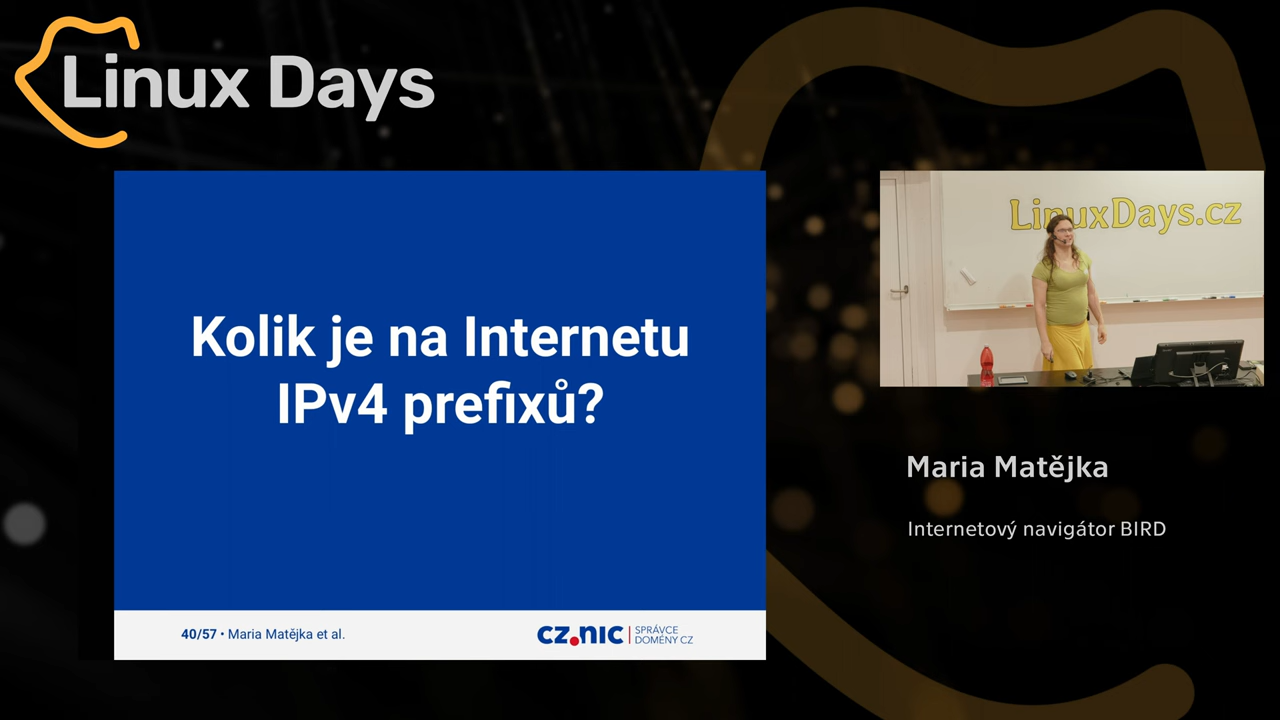 Linux Days
Kolik je na Internetu
IPv4 prefixů?
40/57 • Maria Matějka et al.
CZ.NIC | SPRÁVCE
DOMÉNY CZ
LinuxDays.cz
Maria Matějka
Internetový navigátor BIRD